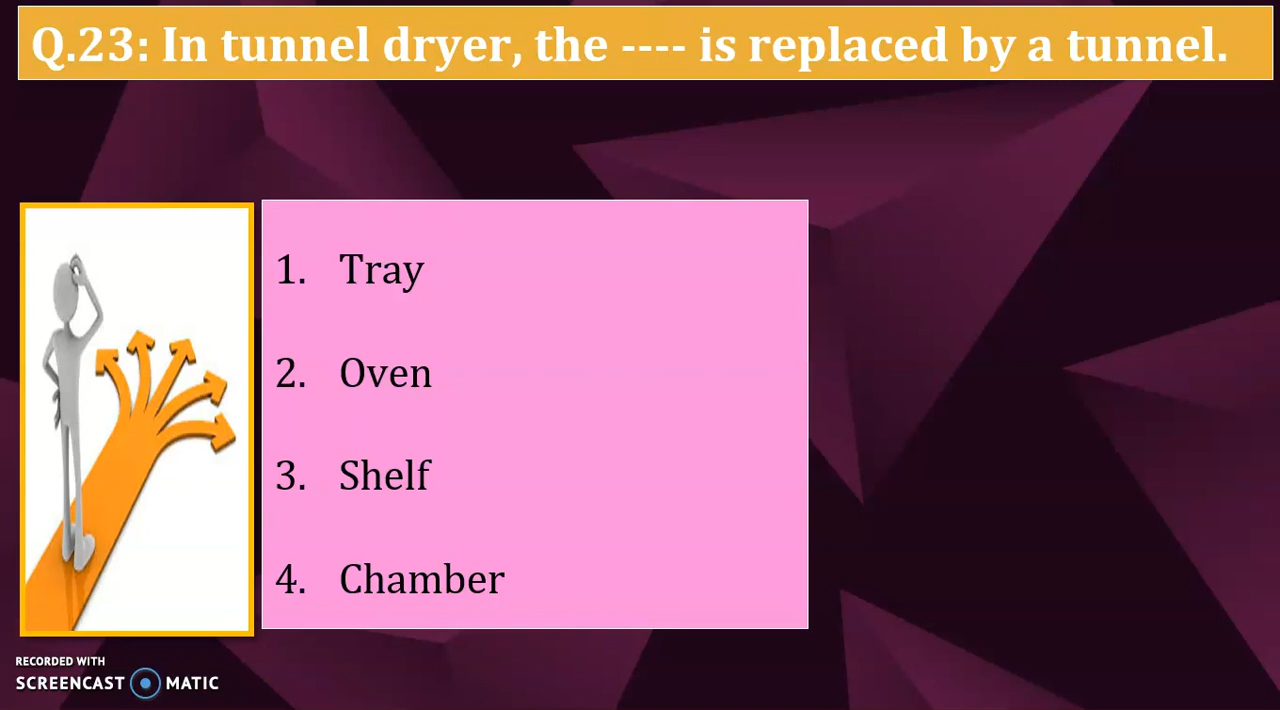 Q.23: In tunnel dryer, the ---- is replaced by a tunnel.
1. Tray
2. Oven
3. Shelf
4. Chamber
RECORDED WITH
SCREENCAST MATIC